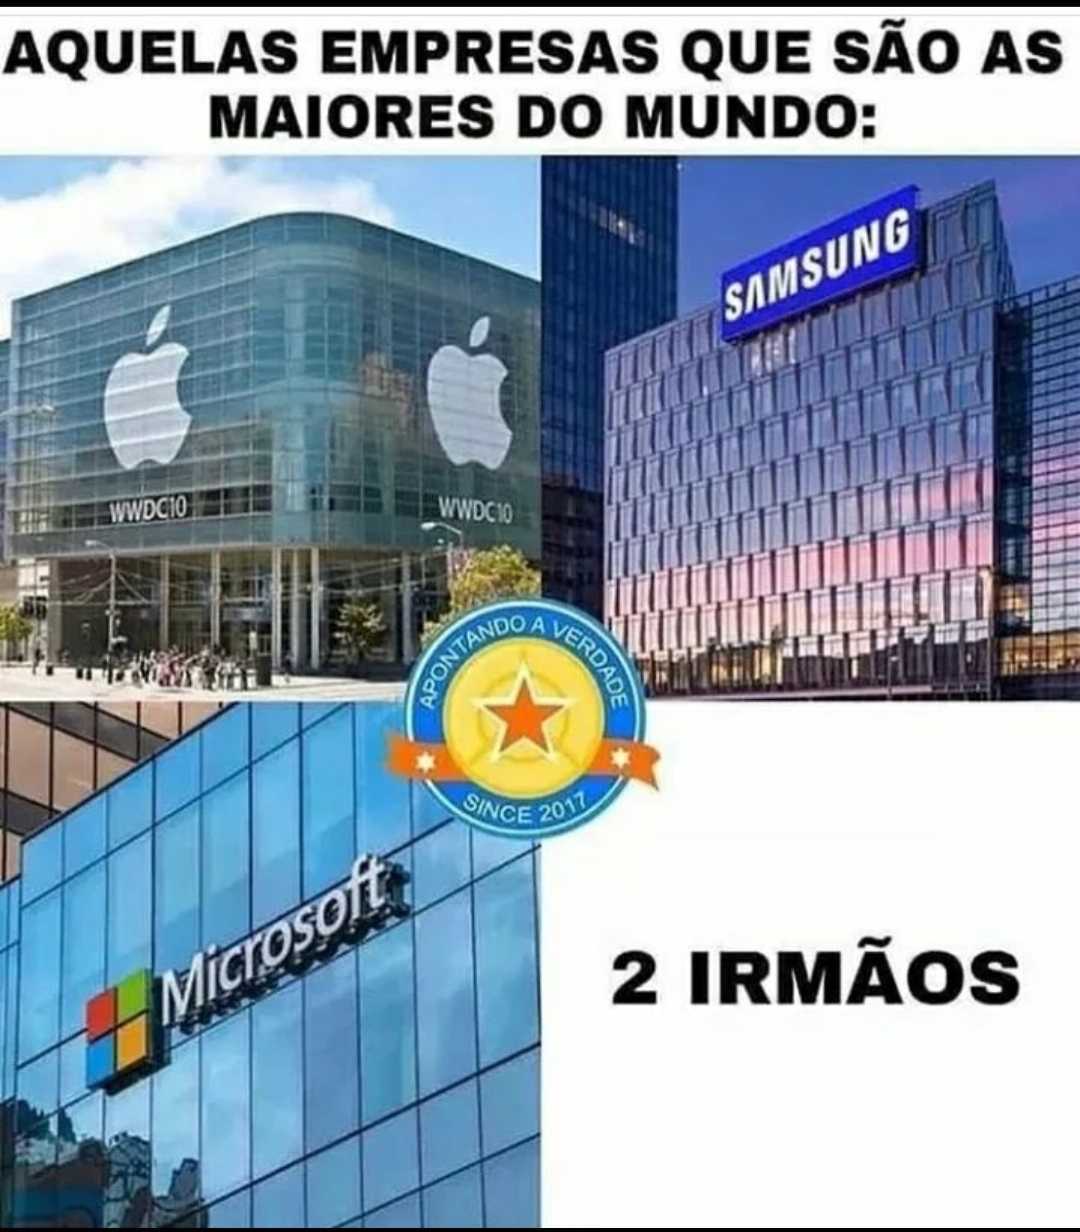 AQUELAS EMPRESAS QUE SÃO AS
MAIORES DO MUNDO:
SAMSUNG
WWDC10
WWDC10
APONTANDO A VERDADE
SINCE 2017
Microsoft
2 IRMÃOS